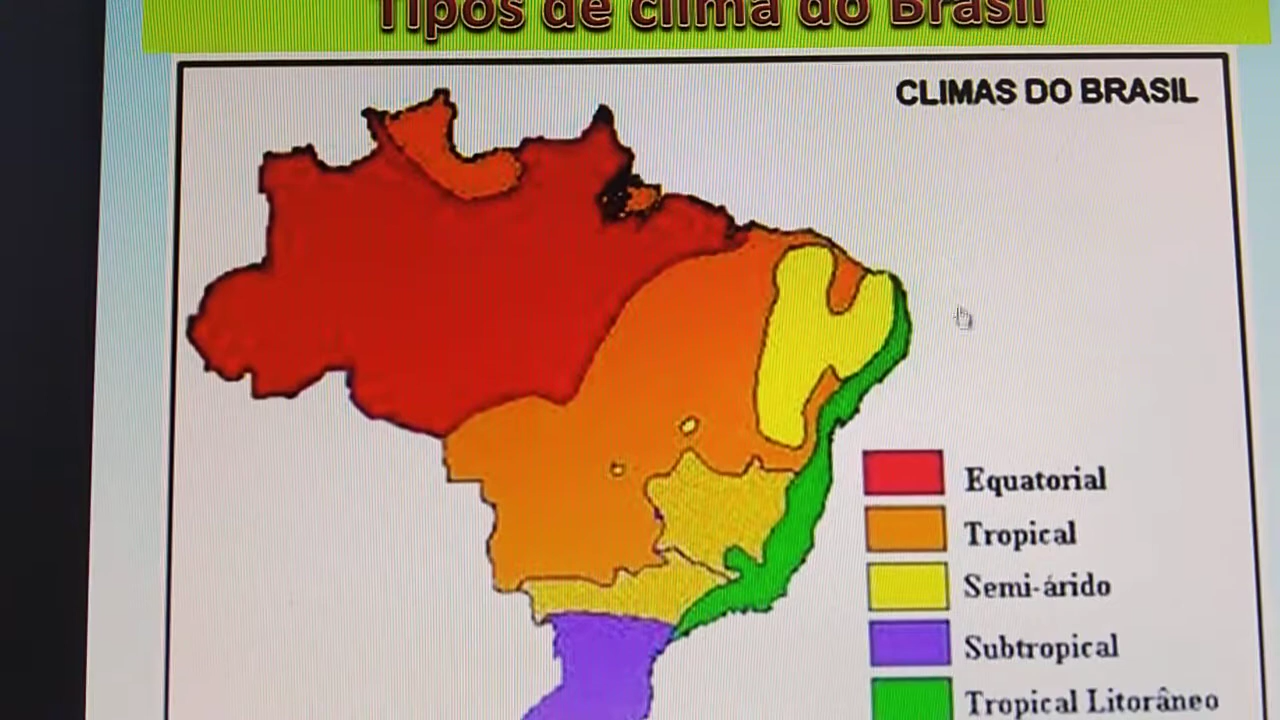 Tipos de clima do Brasil
CLIMAS DO BRASIL
Equatorial
Tropical
Semi-árido
Subtropical
Tropical Litorâneo